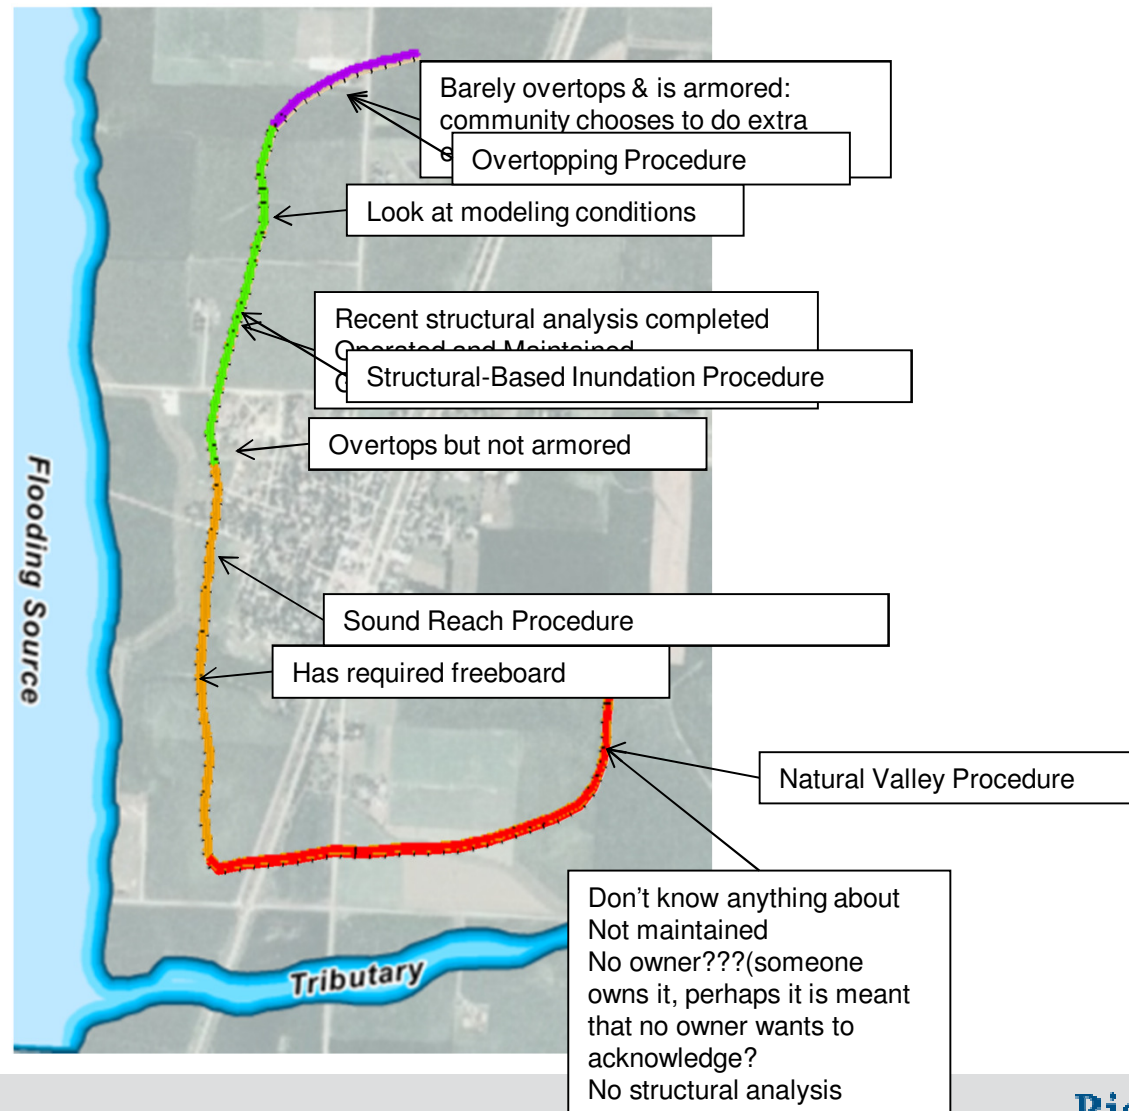 Barely overtops & is armored:
community chooses to do extra
Overtopping Procedure
Look at modeling conditions
Recent structural analysis completed
Operated and Maintained
Structural-Based Inundation Procedure
Overtops but not armored
Flooding Source
Sound Reach Procedure
Has required freeboard
Natural Valley Procedure
Don't know anything about
Not maintained
No owner???(someone
owns it, perhaps it is meant
that no owner wants to
acknowledge?
No structural analysis
Tributary